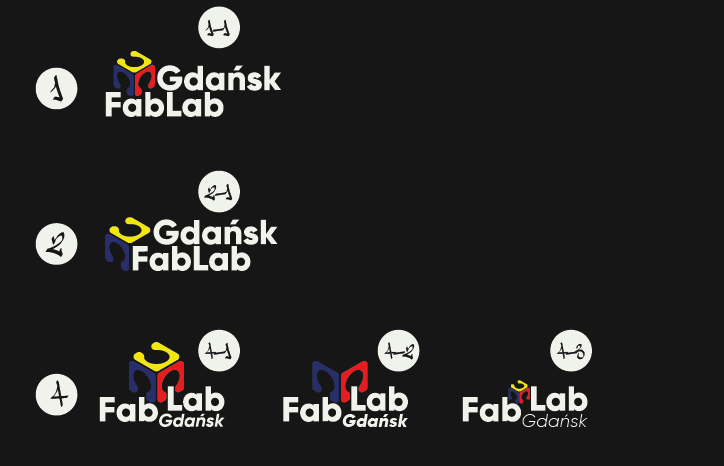 1-1
1
Gdańsk
FabLab
2-1
2
Gdańsk
FabLab
4-1
4-2
4-3
4
Fab Lab
Gdańsk
Fab Lab
Gdańsk
Fab Lab
Gdańsk